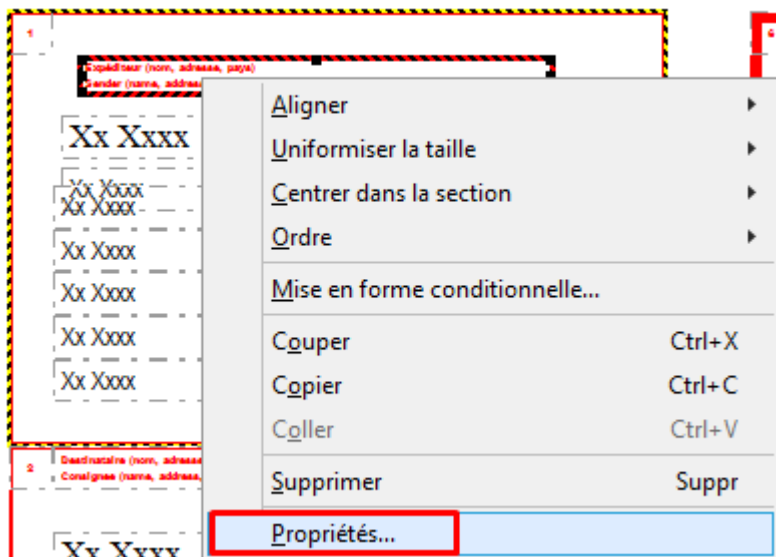 1
6
Expéditeur (nom, adresse, pays)
Sender (name, addres
Xx Xxxx
Xx Xxxx
Xx Xxxx
Xx Xxxx
Xx Xxxx
Xx Xxxx
Xx Xxxx
2
Destinataire (nom, adresse
Consignee (name, address,
Xx Xxxx
Aligner
Uniformiser la taille
Centrer dans la section
Ordre
Mise en forme conditionnelle...
Couper Ctrl+X
Copier Ctrl+C
Coller Ctrl+V
Supprimer Suppr
Propriétés...